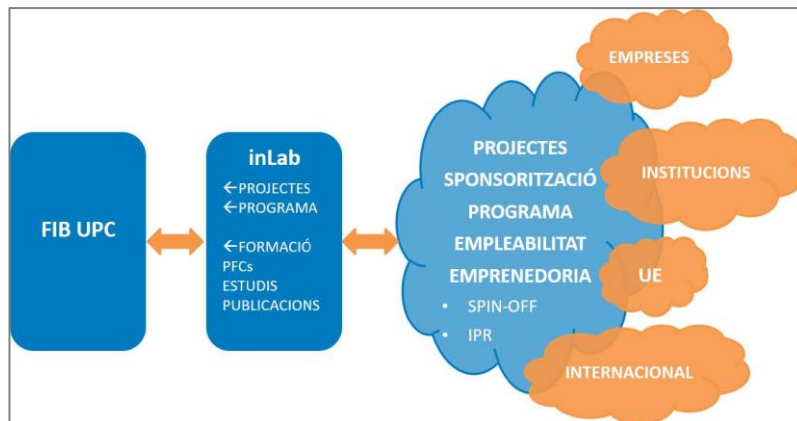 FIB UPC
inLab
←PROJECTES
←PROGRAMA
←FORMACIÓ
PFCs
ESTUDIS
PUBLICACIONS
PROJECTES
SPONSORITZACIÓ
PROGRAMA
EMPLEABILITAT
EMPRENEDORIA
• SPIN-OFF
• IPR
EMPRESES
INSTITUCIONS
UE
INTERNACIONAL